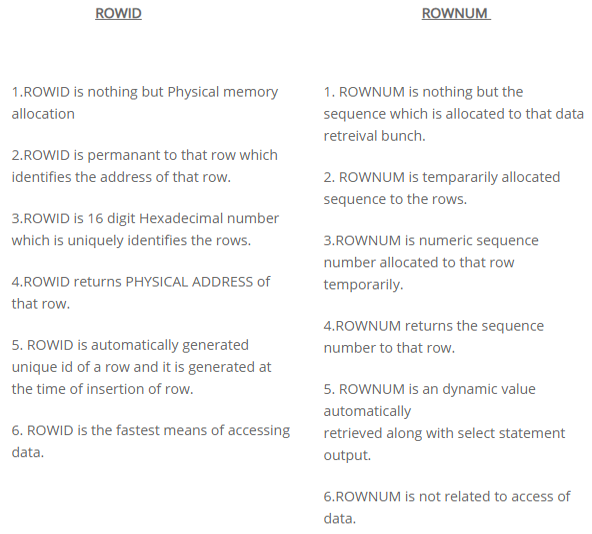 ROWID
1.ROWID is nothing but Physical memory
allocation
2.ROWID is permanant to that row which
identifies the address of that row.
3.ROWID is 16 digit Hexadecimal number
which is uniquely identifies the rows.
4.ROWID returns PHYSICAL ADDRESS of
that row.
5. ROWID is automatically generated
unique id of a row and it is generated at
the time of insertion of row.
6. ROWID is the fastest means of accessing
data.
ROWNUM
1. ROWNUM is nothing but the
sequence which is allocated to that data
retreival bunch.
2. ROWNUM is tempararily allocated
sequence to the rows.
3.ROWNUM is numeric sequence
number allocated to that row
temporarily.
4.ROWNUM returns the sequence
number to that row.
5. ROWNUM is an dynamic value
automatically
retrieved along with select statement
output.
6.ROWNUM is not related to access of
data.